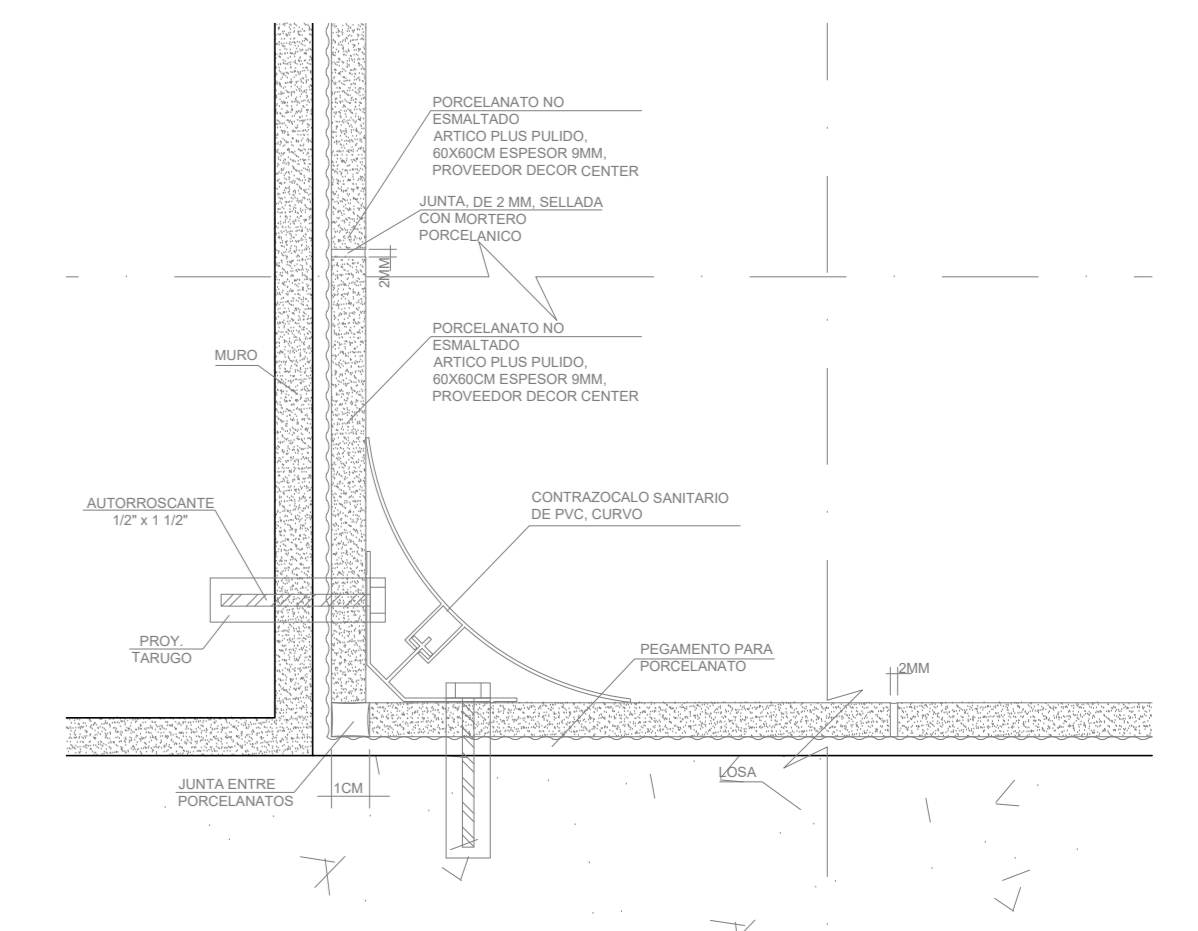 PORCELANATO NO
ESMALTADO
ARTICO PLUS PULIDO,
60X60CM ESPESOR 9MM,
PROVEEDOR DECOR CENTER
JUNTA, DE 2 MM, SELLADA
CON MORTERO
PORCELANICO
2MM
PORCELANATO NO
ESMALTADO
ARTICO PLUS PULIDO,
60X60CM ESPESOR 9MM,
PROVEEDOR DECOR CENTER
MURO
AUTORROSCANTE
1/2" x 1 1/2"
CONTRAZOCALO SANITARIO
DE PVC, CURVO
PROY.
TARUGO
PEGAMENTO PARA
PORCELANATO
2MM
JUNTA ENTRE
PORCELANATOS
1CM
LOSA